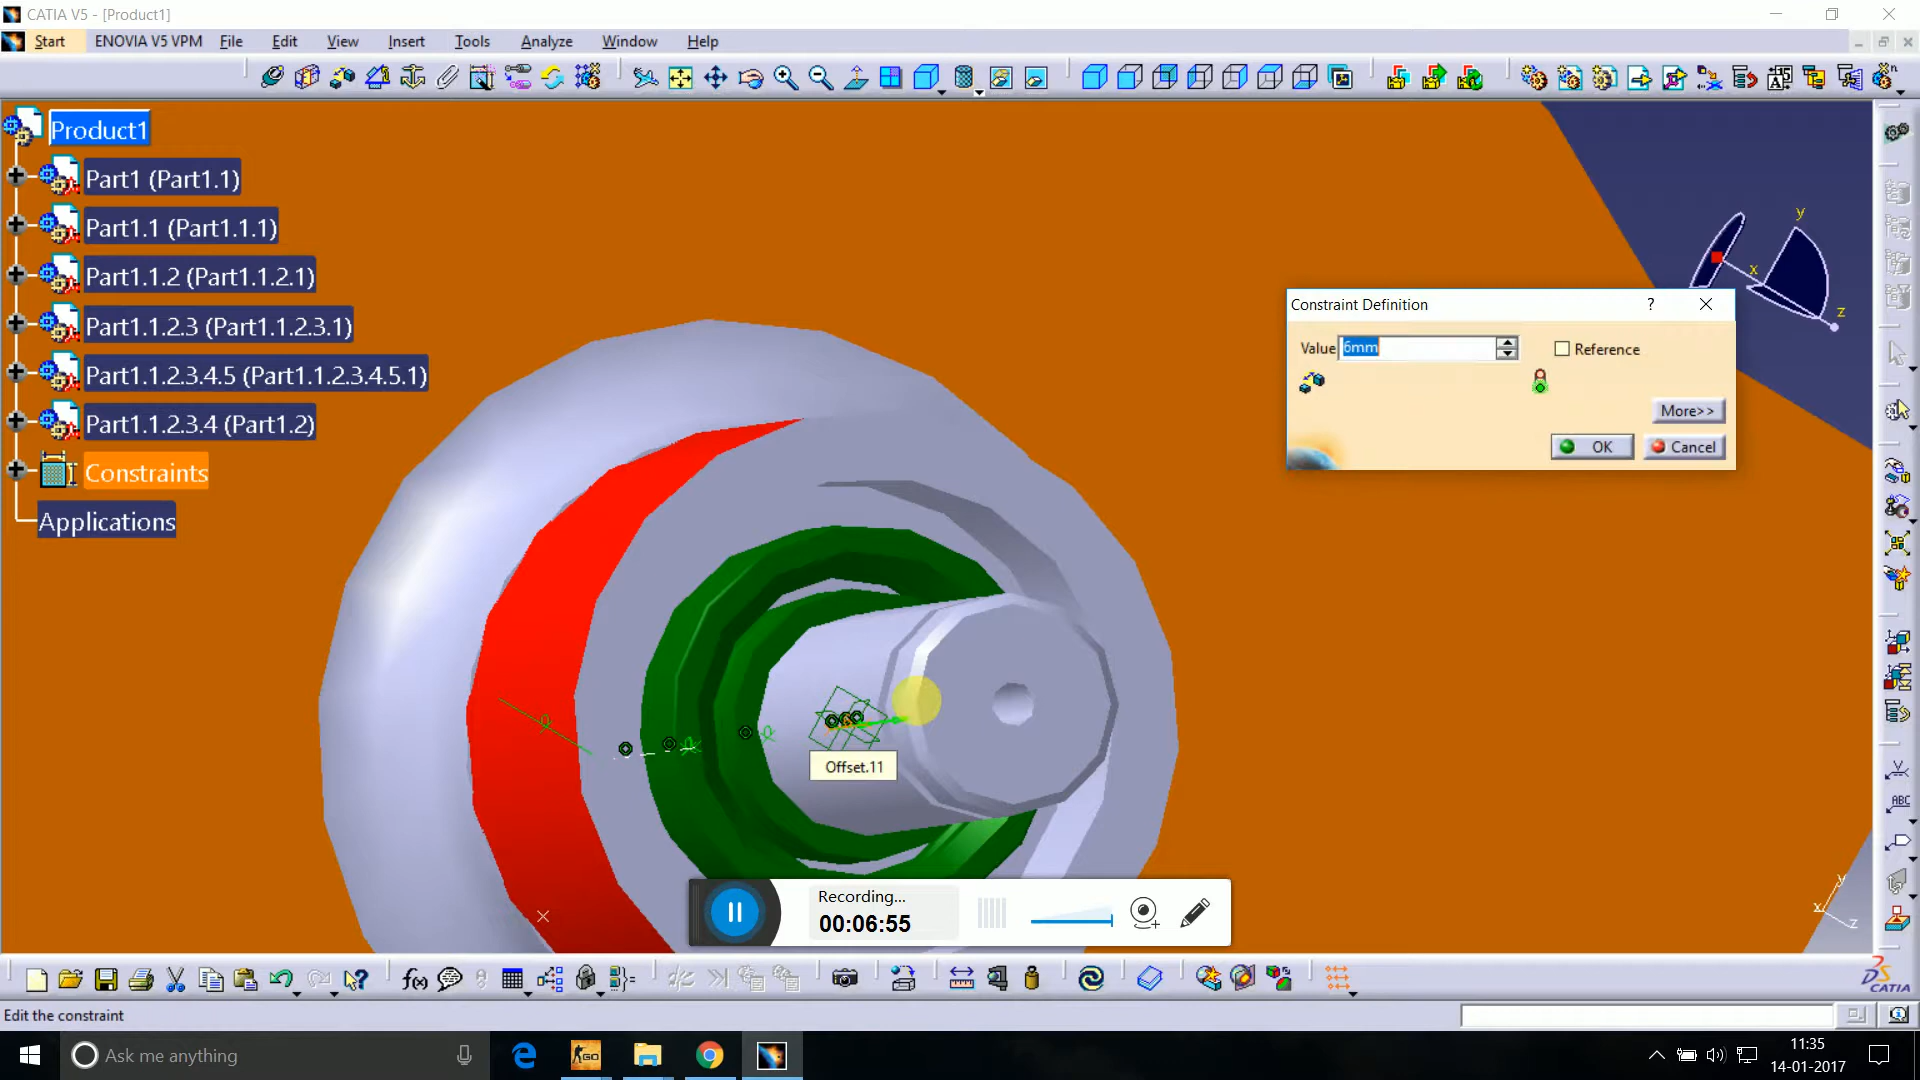 CATIA V5 - [Product1]
Start ENOVIA V5 VPM File Edit View Insert Tools Analyze Window Help
Product1
Part1 (Part1.1)
Part1.1 (Part1.1.1)
Part1.1.2 (Part1.1.2.1)
Part1.1.2.3 (Part1.1.2.3.1)
Part1.1.2.3.4.5 (Part1.1.2.3.4.5.1)
Part1.1.2.3.4 (Part1.2)
Constraints
Applications
y
x
z
Constraint Definition ?
Value 6mm Reference
More>>
OK Cancel
Offset.11
Recording...
00:06:55
y
x
z
ABC
f(x)
DS
CATIA
Edit the constraint
Ask me anything
GO
11:35
14-01-2017